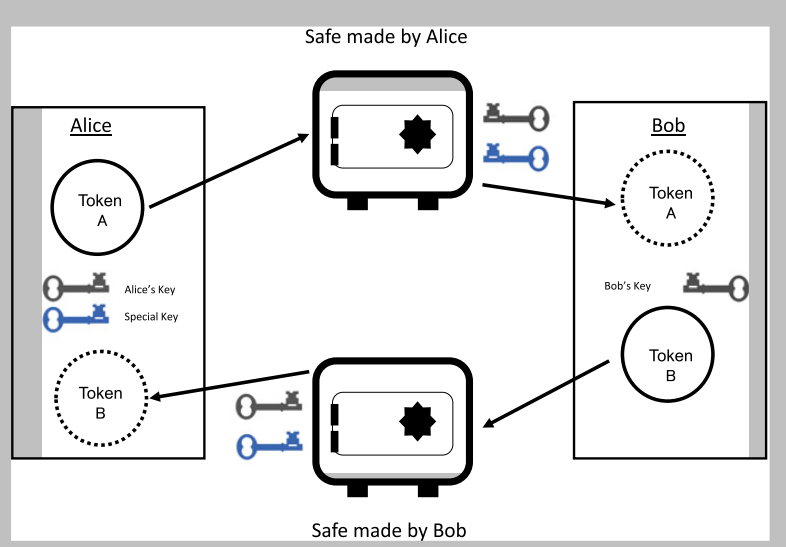 Safe made by Alice
Alice
Bob
Token
A
Token
A
Alice's Key
Special Key
Bob's Key
Token
B
Token
B
Safe made by Bob